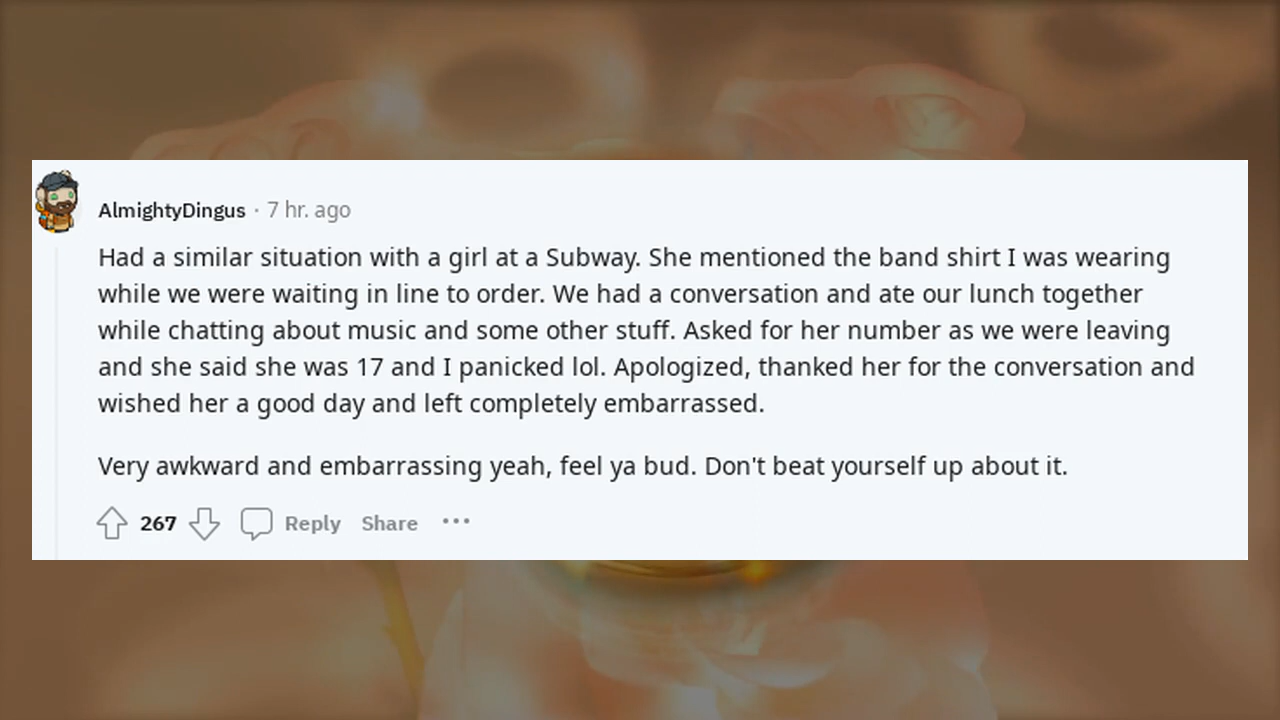 AlmightyDingus · 7 hr. ago
Had a similar situation with a girl at a Subway. She mentioned the band shirt I was wearing
while we were waiting in line to order. We had a conversation and ate our lunch together
while chatting about music and some other stuff. Asked for her number as we were leaving
and she said she was 17 and I panicked lol. Apologized, thanked her for the conversation and
wished her a good day and left completely embarrassed.
Very awkward and embarrassing yeah, feel ya bud. Don't beat yourself up about it.
267 Reply Share ···